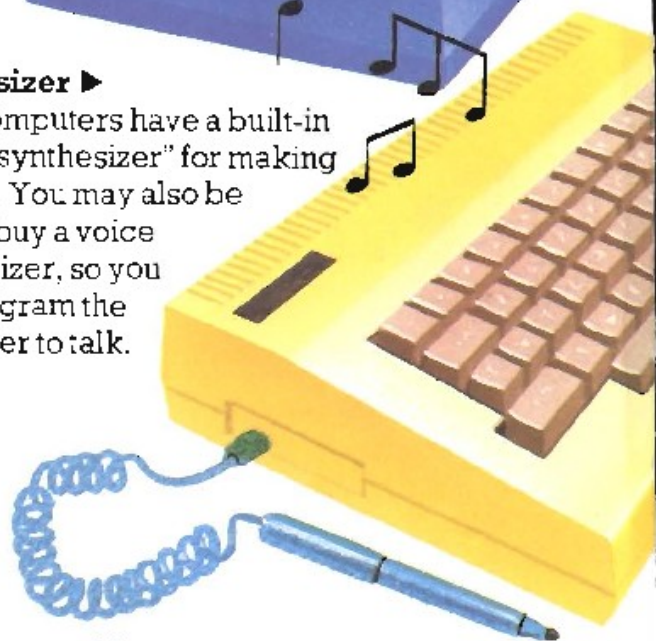 sizer ▶
omputers have a built-in
synthesizer" for making
You may also be
buy a voice
izer, so you
gram the
er to talk.